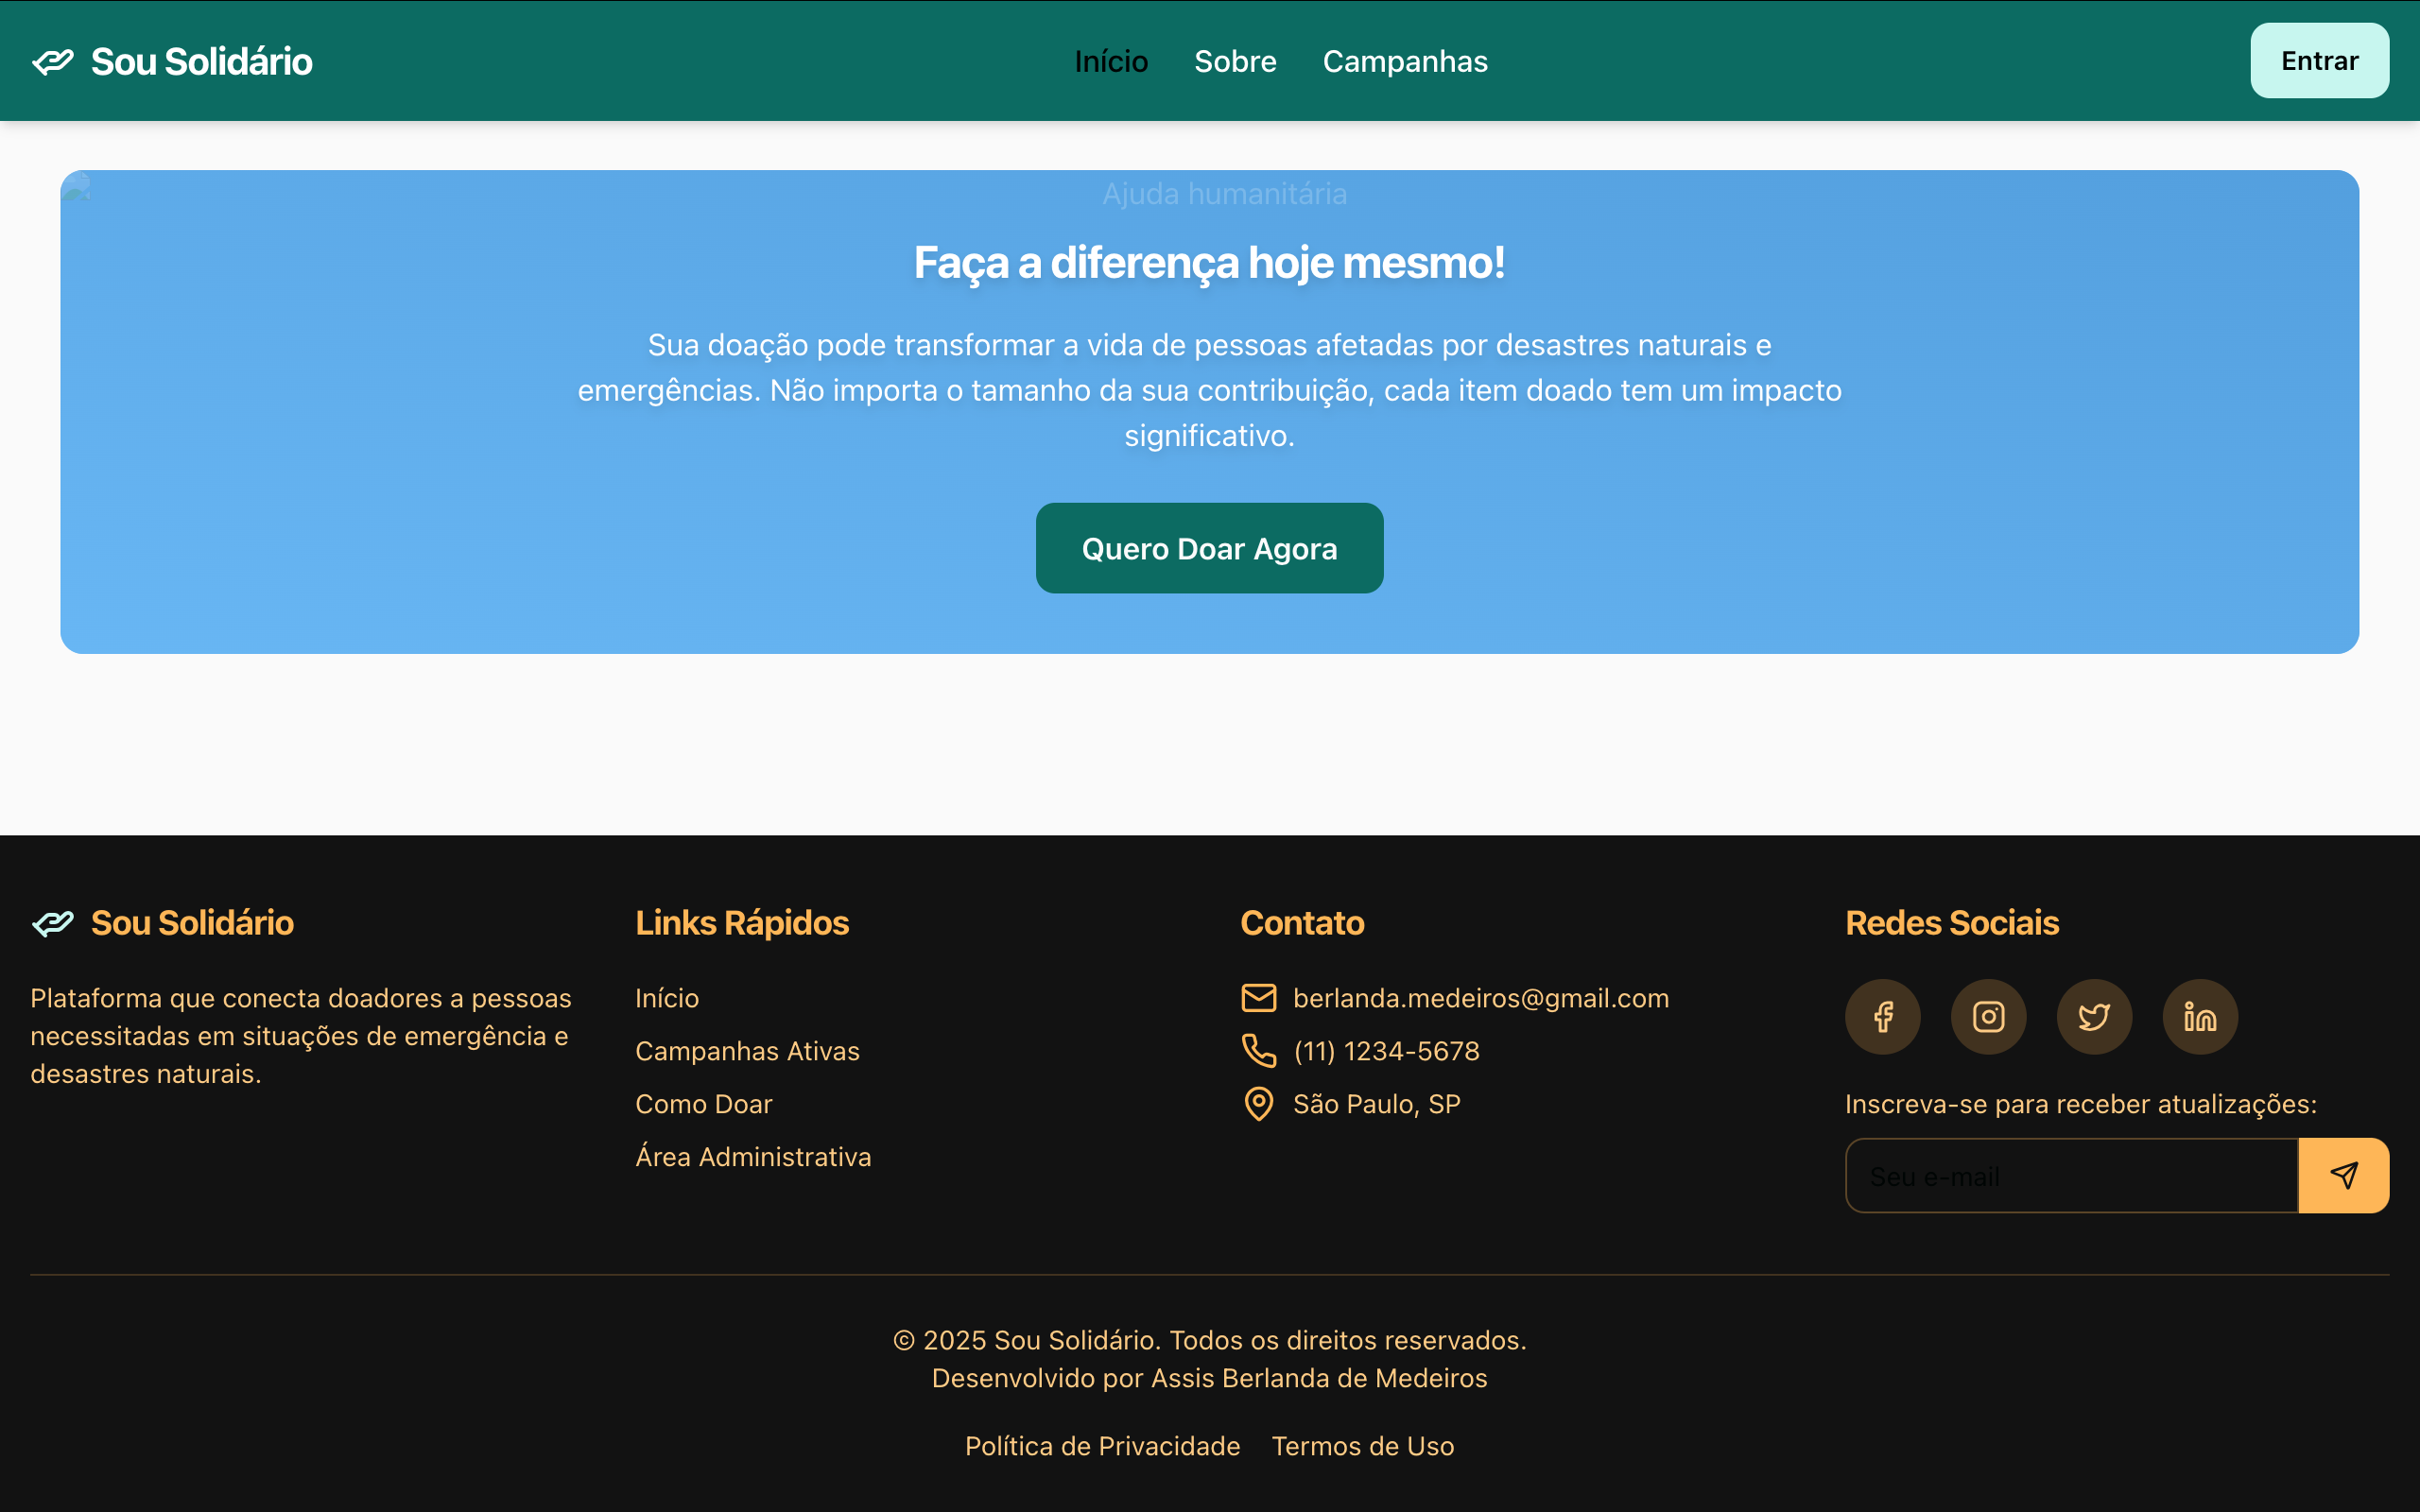 Sou Solidário
Início
Sobre
Campanhas
Entrar
Ajuda humanitária
Faça a diferença hoje mesmo!
Sua doação pode transformar a vida de pessoas afetadas por desastres naturais e
emergências. Não importa o tamanho da sua contribuição, cada item doado tem um impacto
significativo.
Quero Doar Agora
Sou Solidário
Plataforma que conecta doadores a pessoas
necessitadas em situações de emergência e
desastres naturais.
Links Rápidos
Início
Campanhas Ativas
Como Doar
Área Administrativa
Contato
berlanda.medeiros@gmail.com
(11) 1234-5678
São Paulo, SP
Redes Sociais
Inscreva-se para receber atualizações:
Seu e-mail
© 2025 Sou Solidário. Todos os direitos reservados.
Desenvolvido por Assis Berlanda de Medeiros
Política de Privacidade
Termos de Uso